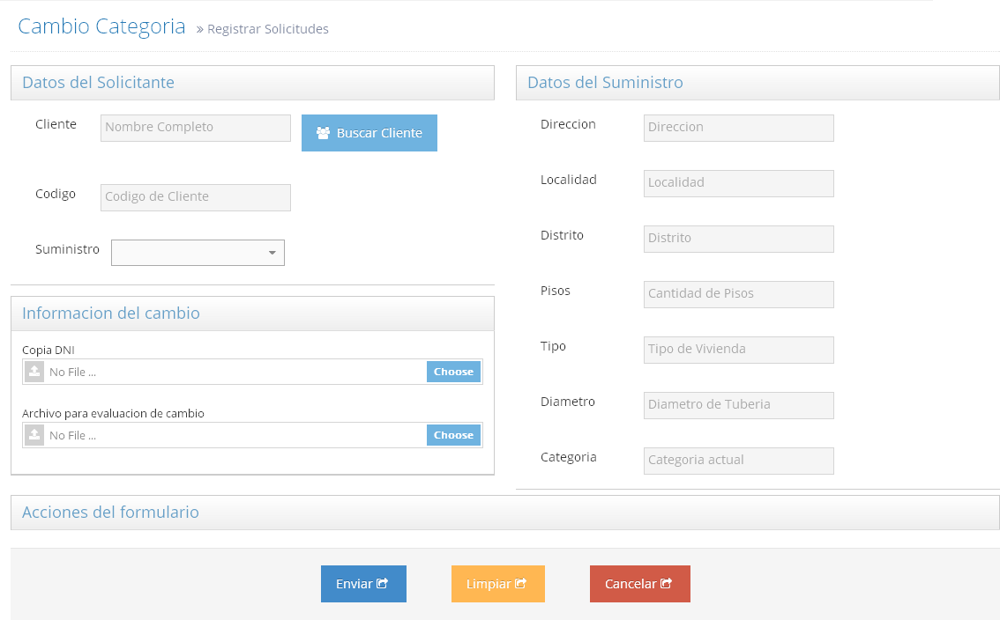 Cambio Categoria » Registrar Solicitudes
Datos del Solicitante
Cliente Nombre Completo Buscar Cliente
Codigo Codigo de Cliente
Suministro
Informacion del cambio
Copia DNI
No File ... Choose
Archivo para evaluacion de cambio
No File ... Choose
Datos del Suministro
Direccion Direccion
Localidad Localidad
Distrito Distrito
Pisos Cantidad de Pisos
Tipo Tipo de Vivienda
Diametro Diametro de Tuberia
Categoria Categoria actual
Acciones del formulario
Enviar Limpiar Cancelar